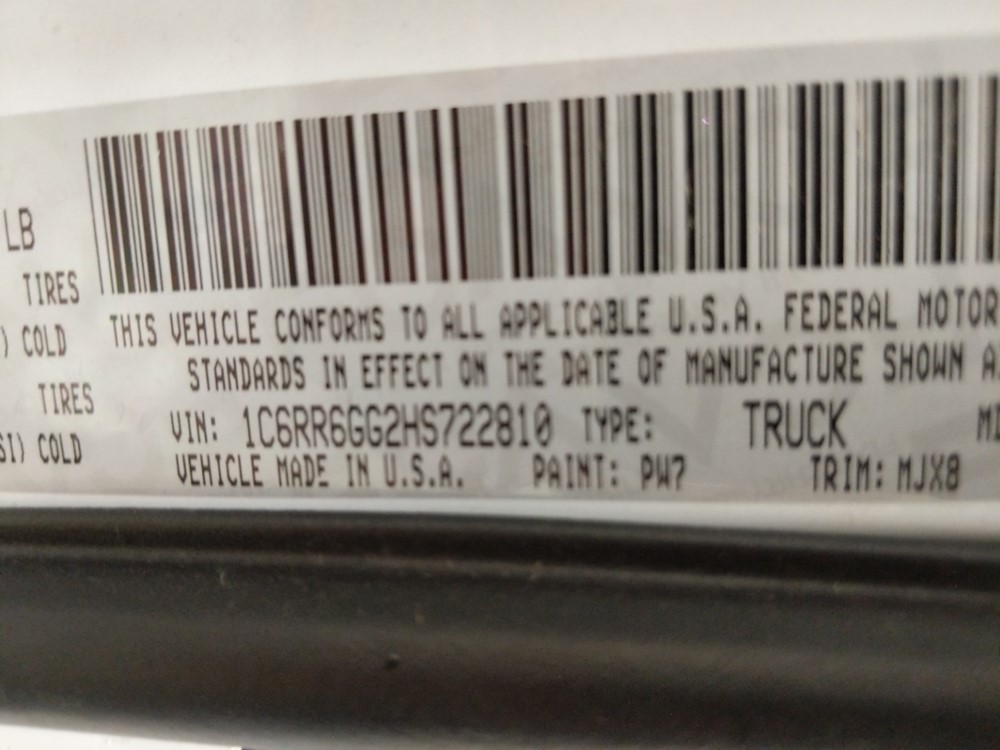 LB
TIRES
) COLD
TIRES
SI) COLD
THIS VEHICLE CONFORMS TO ALL APPLICABLE U.S.A. FEDERAL MOTOR
STANDARDS IN EFFECT ON THE DATE OF MANUFACTURE SHOWN A
VIN: 1C6RR6GG2HS722810 TYPE: TRUCK
VEHICLE MADE IN U.S.A. PAINT: PW7 TRIM: MJX8